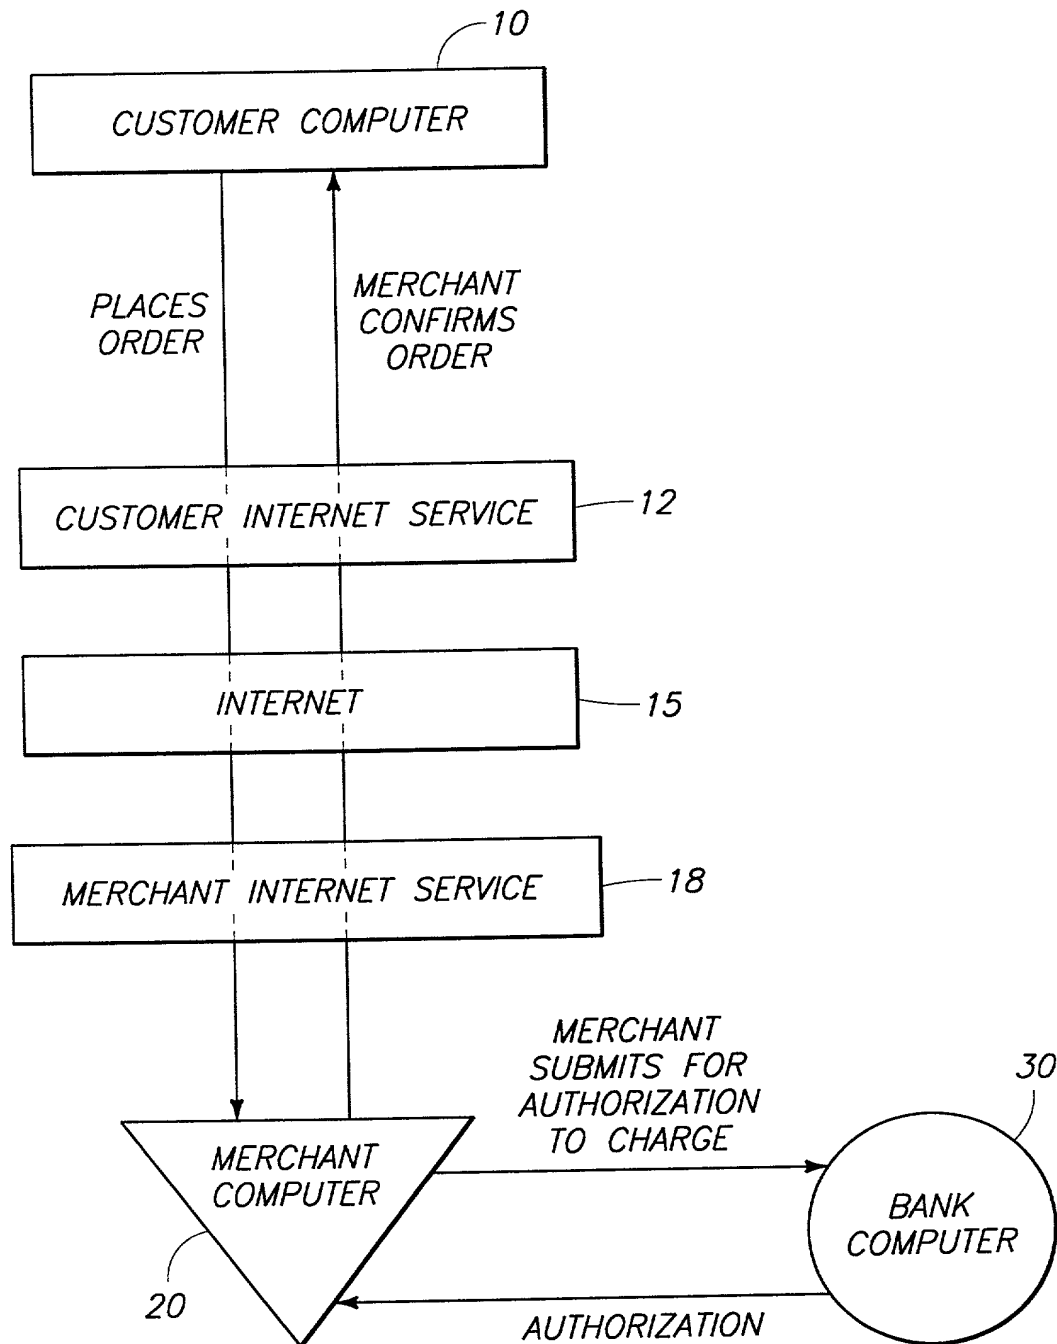 10
CUSTOMER COMPUTER
PLACES
ORDER
MERCHANT
CONFIRMS
ORDER
CUSTOMER INTERNET SERVICE
12
INTERNET
15
MERCHANT INTERNET SERVICE
18
MERCHANT
SUBMITS FOR
AUTHORIZATION
TO CHARGE
30
MERCHANT
COMPUTER
BANK
COMPUTER
20
AUTHORIZATION